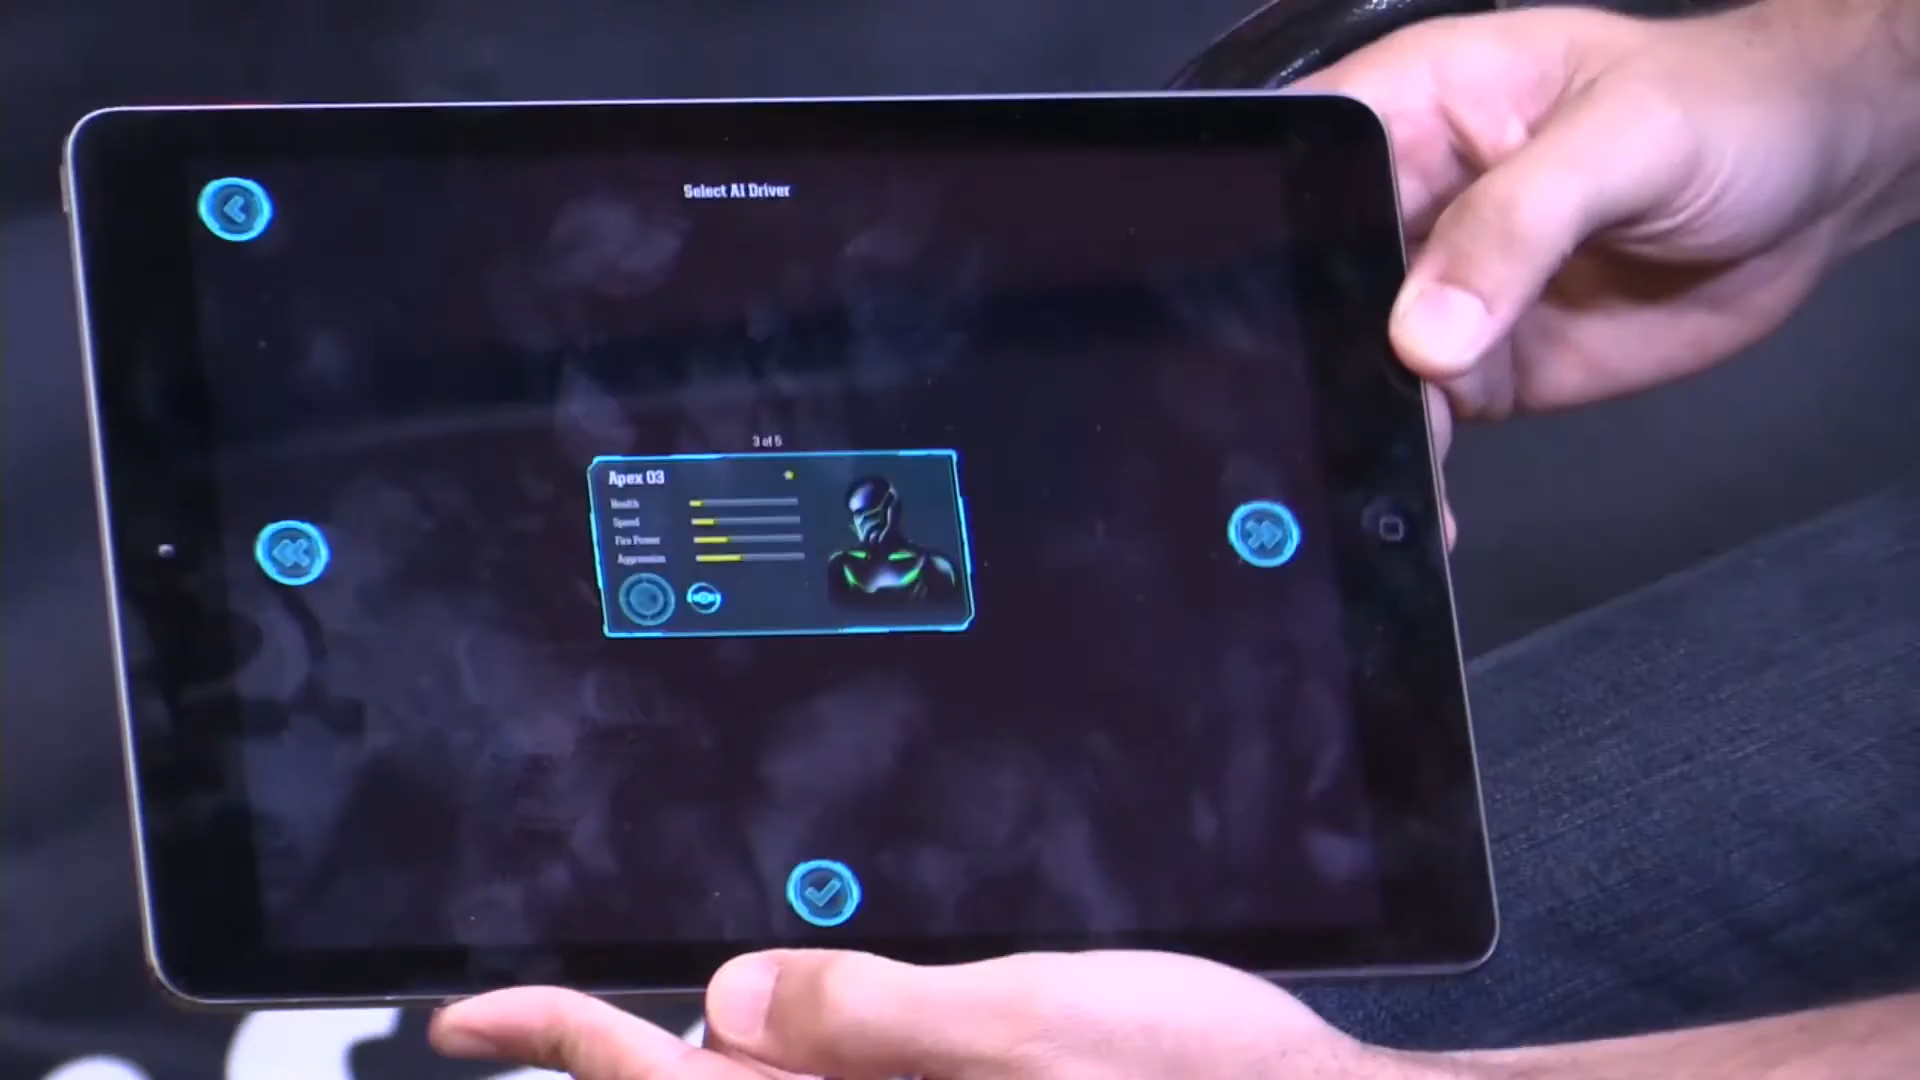 Select AI Driver
3 of 5
Apex 03
Health
Speed
Fire Power
Aggression